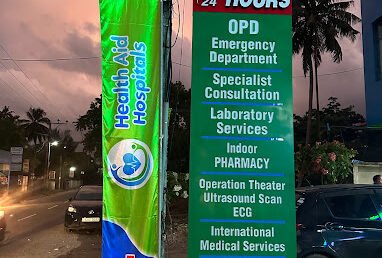 24 HOURS
OPD
Emergency
Department
Specialist
Consultation
Laboratory
Services
Indoor
PHARMACY
Operation Theater
Ultrasound Scan
ECG
International
Medical Services
Health Aid
Hospitals